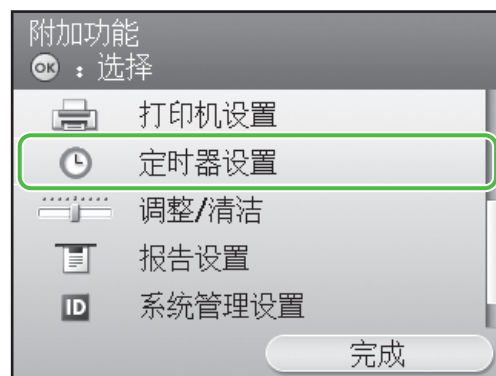 附加功能
OK：选择
打印机设置
定时器设置
调整/清洁
报告设置
ID 系统管理设置
完成